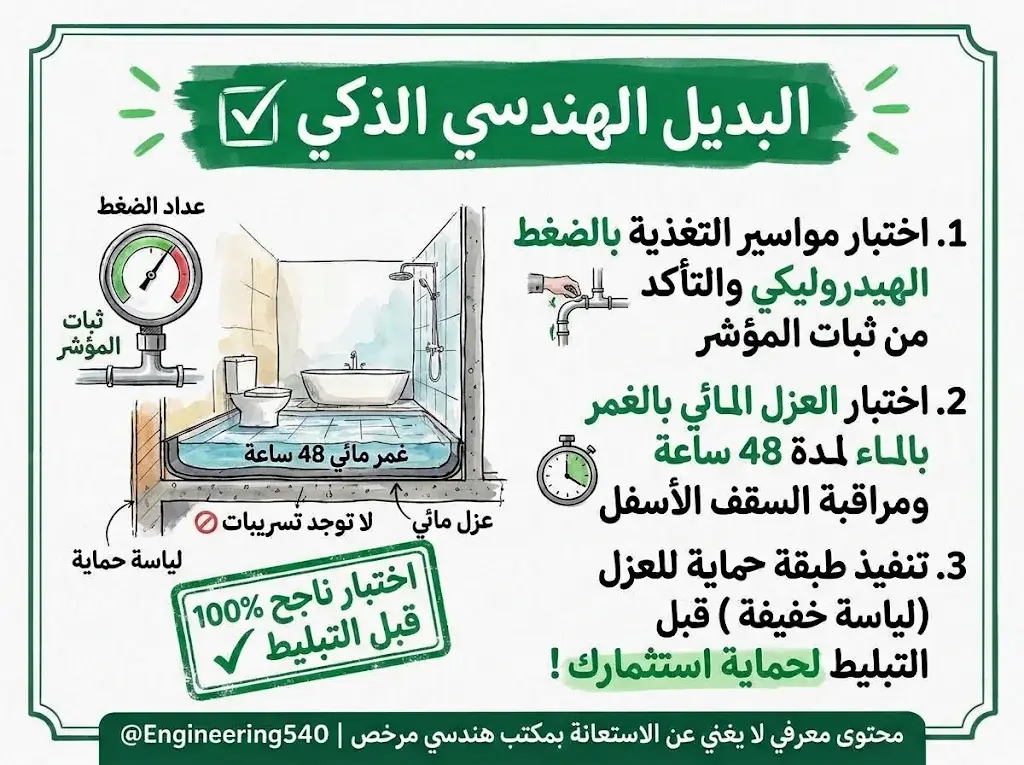 البديل الهندسي الذكي
1. اختبار مواسير التغذية بالضغط
الهيدروليكي والتأكد
من ثبات المؤشر
2. اختبار العزل المائي بالغمر
بالماء لمدة 48 ساعة
ومراقبة السقف الأسفل
3. تنفيذ طبقة حماية للعزل
(لياسة خفيفة ) قبل
التبليط لحماية استثمارك !
عداد الضغط
ثبات
المؤشر
غمر مائي 48 ساعة
عزل مائي
لا توجد تسريبات
لياسة حماية
اختبار ناجح 100%
قبل التبليط
محتوى معرفي لا يغني عن الاستعانة بمكتب هندسي مرخص | @Engineering540